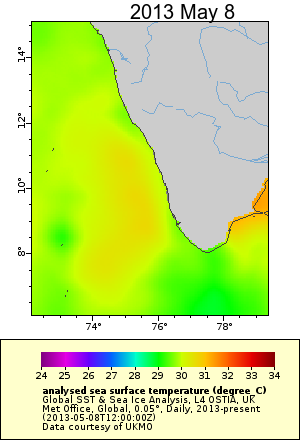 2013 May 8
14°
12°
10°
8°
74°
76°
78°
24 25 26 27 28 29 30 31 32 33 34
analysed sea surface temperature (degree_C)
Global SST & Sea Ice Analysis, L4 OSTIA, UK
Met Office, Global, 0.05°, Daily, 2013-present
(2013-05-08T12:00:00Z)
Data courtesy of UKMO